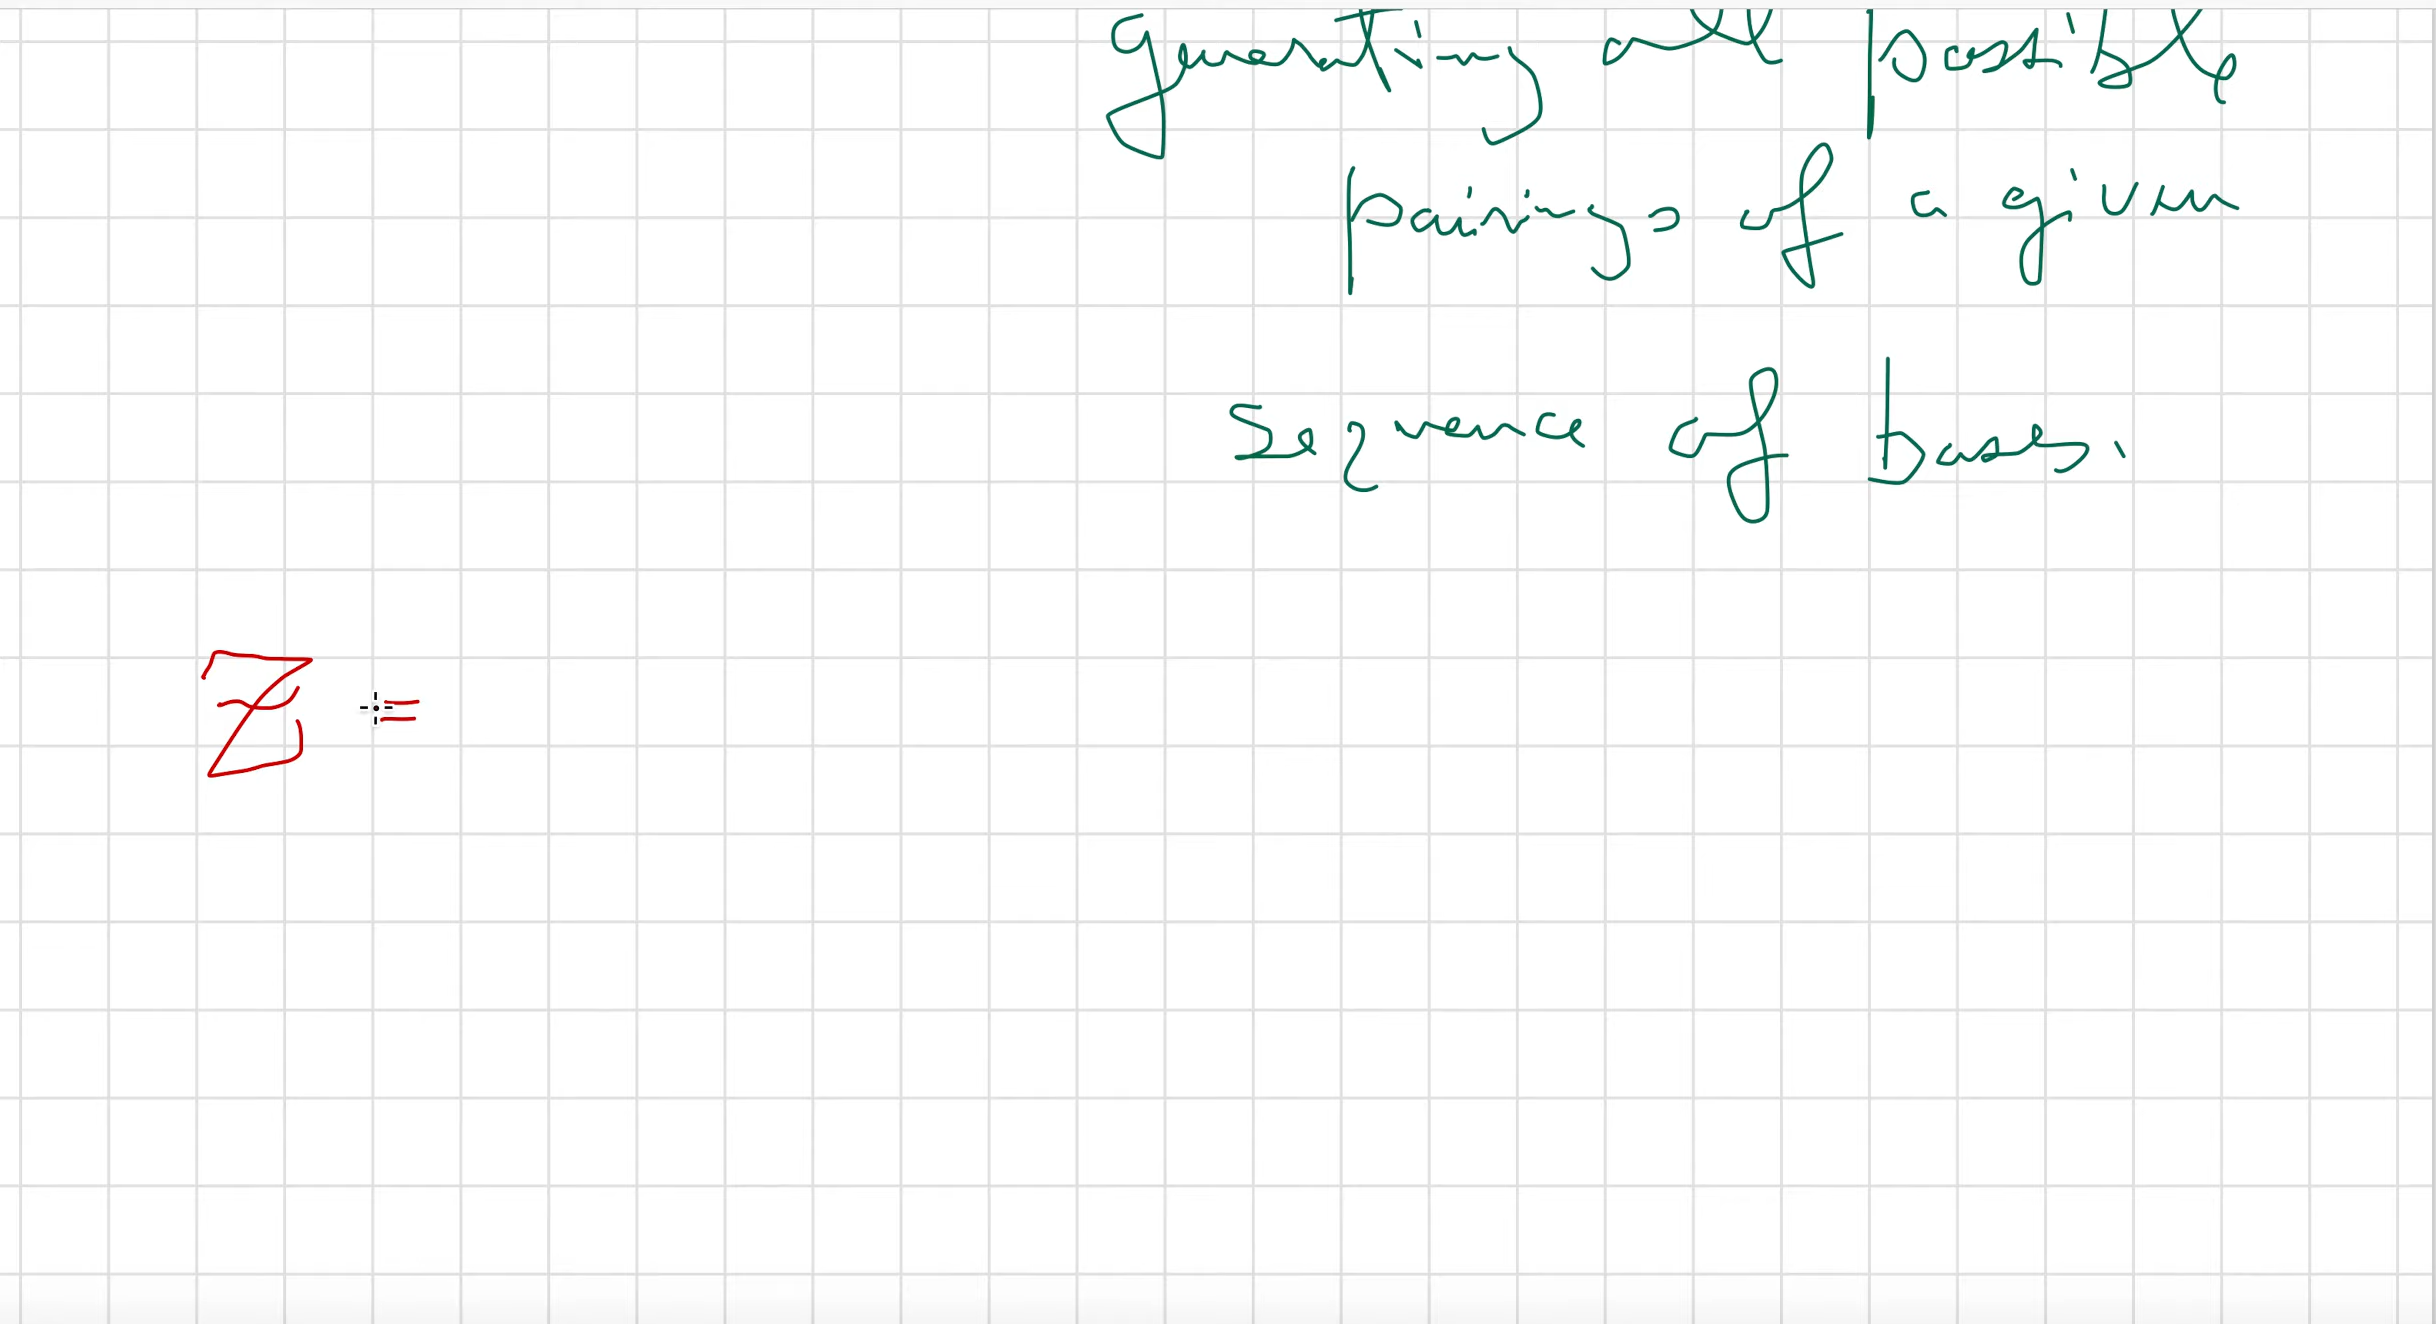 generating all possible
pairings of a given
Sequence of bases.
Z =